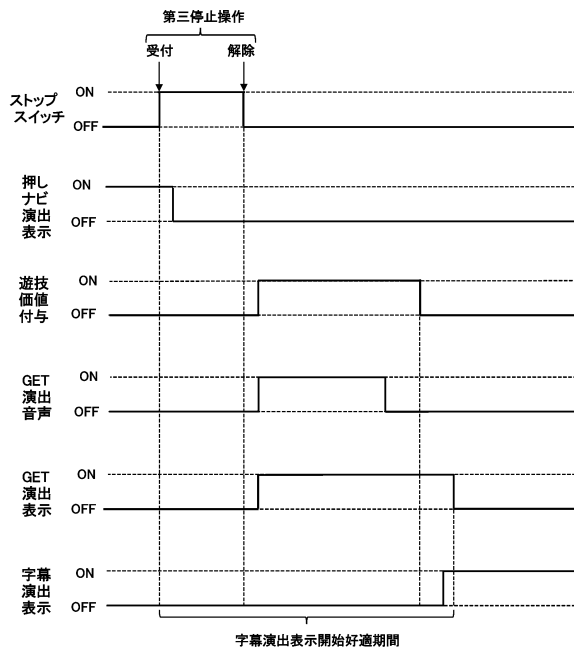 第三停止操作
受付
解除
ストップ
スイッチ
ON
OFF
押し
ナビ
演出
表示
ON
OFF
遊技
価値
付与
ON
OFF
GET
演出
音声
ON
OFF
GET
演出
表示
ON
OFF
字幕
演出
表示
ON
OFF
字幕演出表示開始好適期間